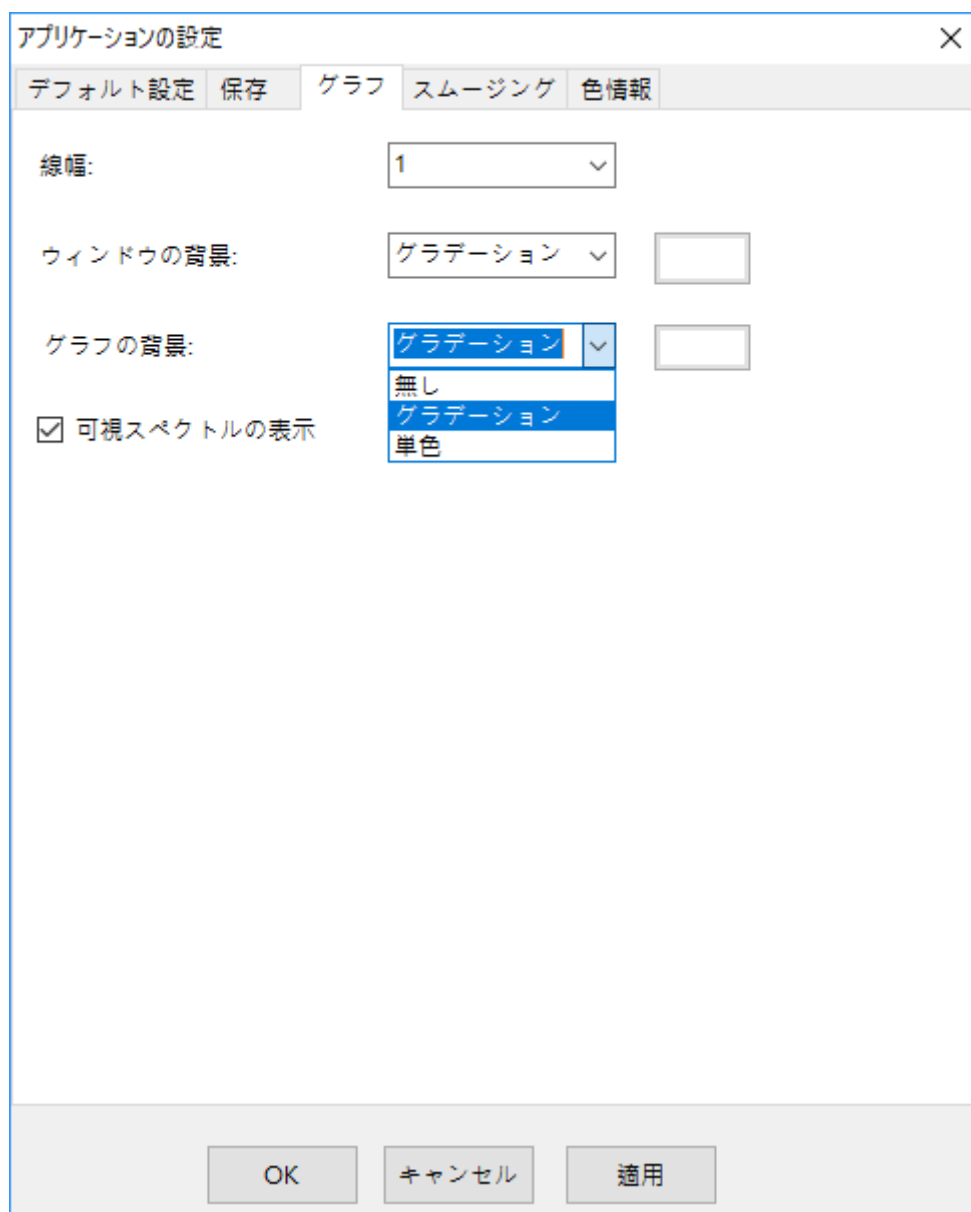 アプリケーションの設定
デフォルト設定 保存 グラフ スムージング 色情報
線幅: 1
ウィンドウの背景: グラデーション
グラフの背景: グラデーション
無し
グラデーション
可視スペクトルの表示
単色
OK キャンセル 適用